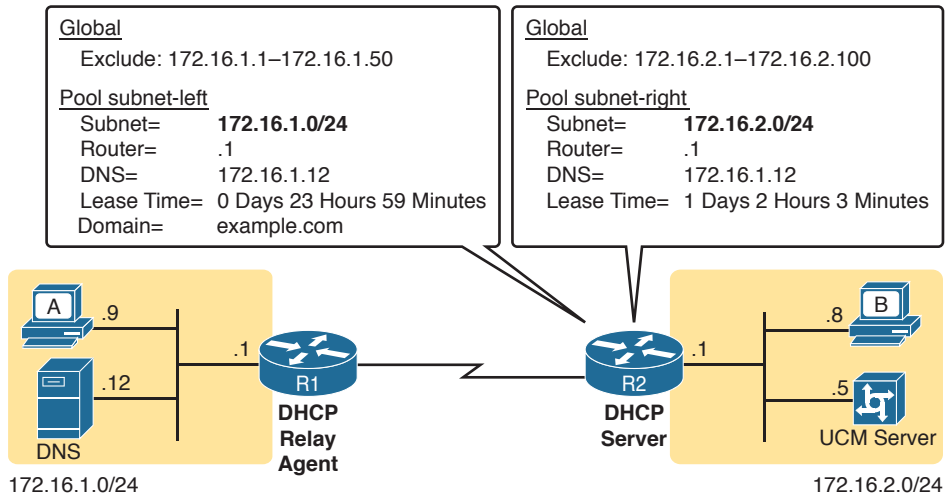 Global
Exclude: 172.16.1.1–172.16.1.50
Pool subnet-left
Subnet= 172.16.1.0/24
Router= .1
DNS= 172.16.1.12
Lease Time= 0 Days 23 Hours 59 Minutes
Domain= example.com
Global
Exclude: 172.16.2.1–172.16.2.100
Pool subnet-right
Subnet= 172.16.2.0/24
Router= .1
DNS= 172.16.1.12
Lease Time= 1 Days 2 Hours 3 Minutes
A
.9
.12
DNS
172.16.1.0/24
.1
R1
DHCP
Relay
Agent
R2
DHCP
Server
.1
.8
B
.5
UCM Server
172.16.2.0/24